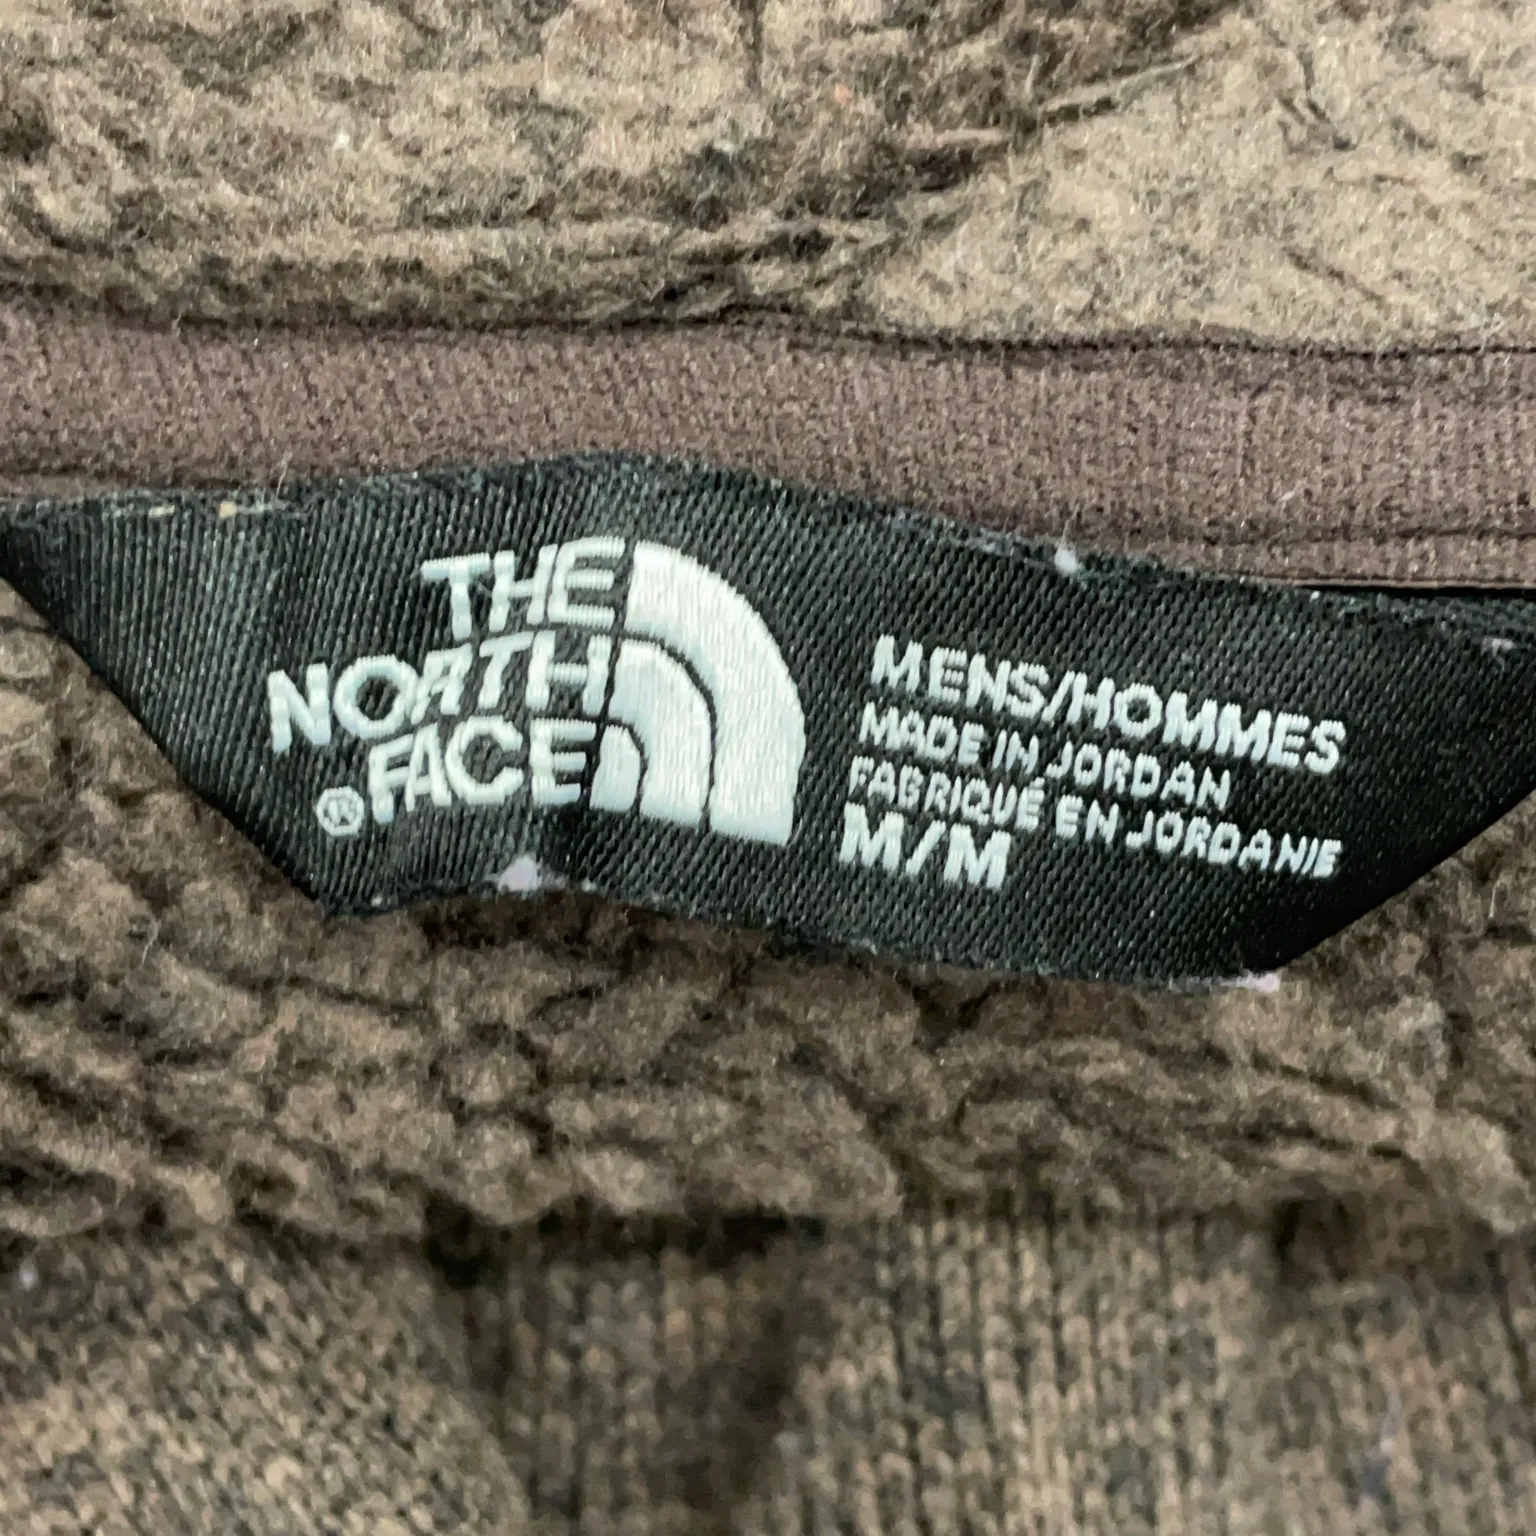 THE
NORTH
FACE
®
MENS/HOMMES
MADE IN JORDAN
FABRIQUÉ EN JORDANIE
M/M